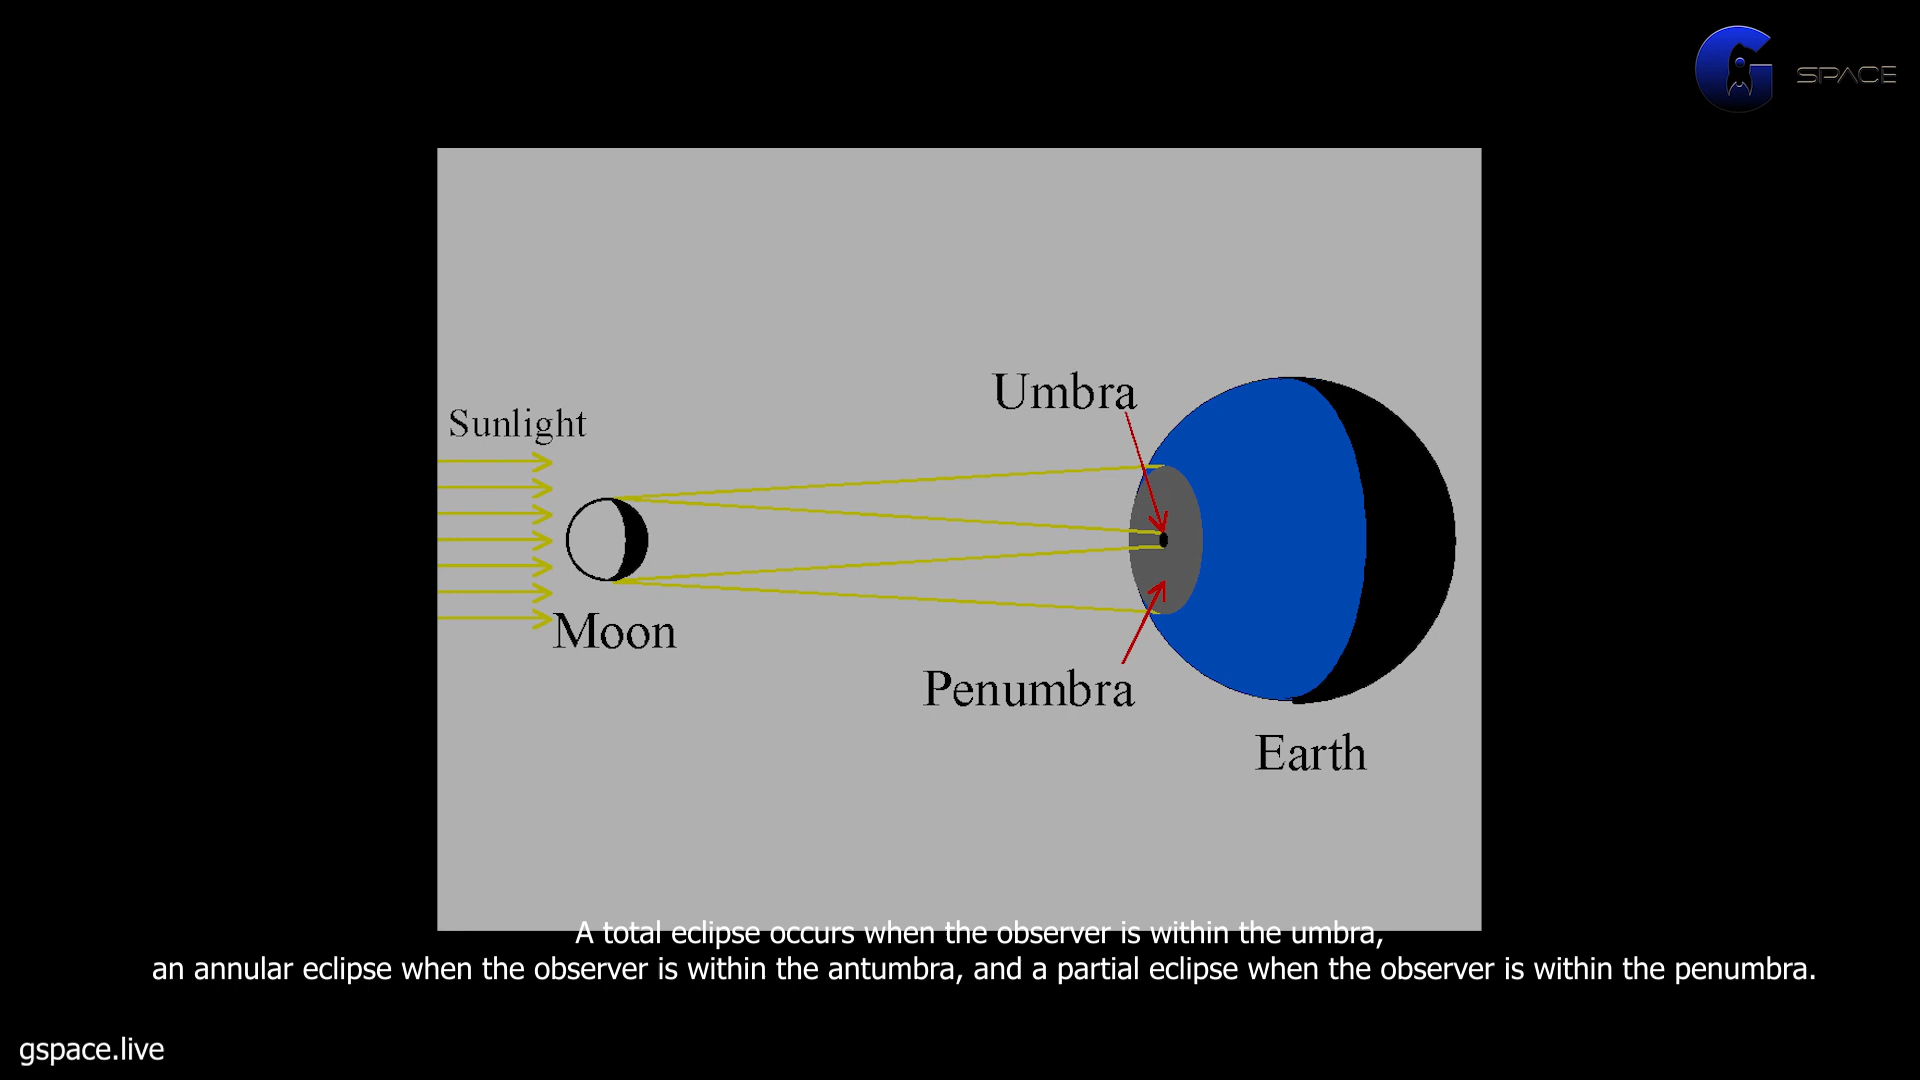 SPACE
Sunlight
Umbra
Moon
Penumbra
Earth
A total eclipse occurs when the observer is within the umbra,
an annular eclipse when the observer is within the antumbra, and a partial eclipse when the observer is within the penumbra.
gspace.live